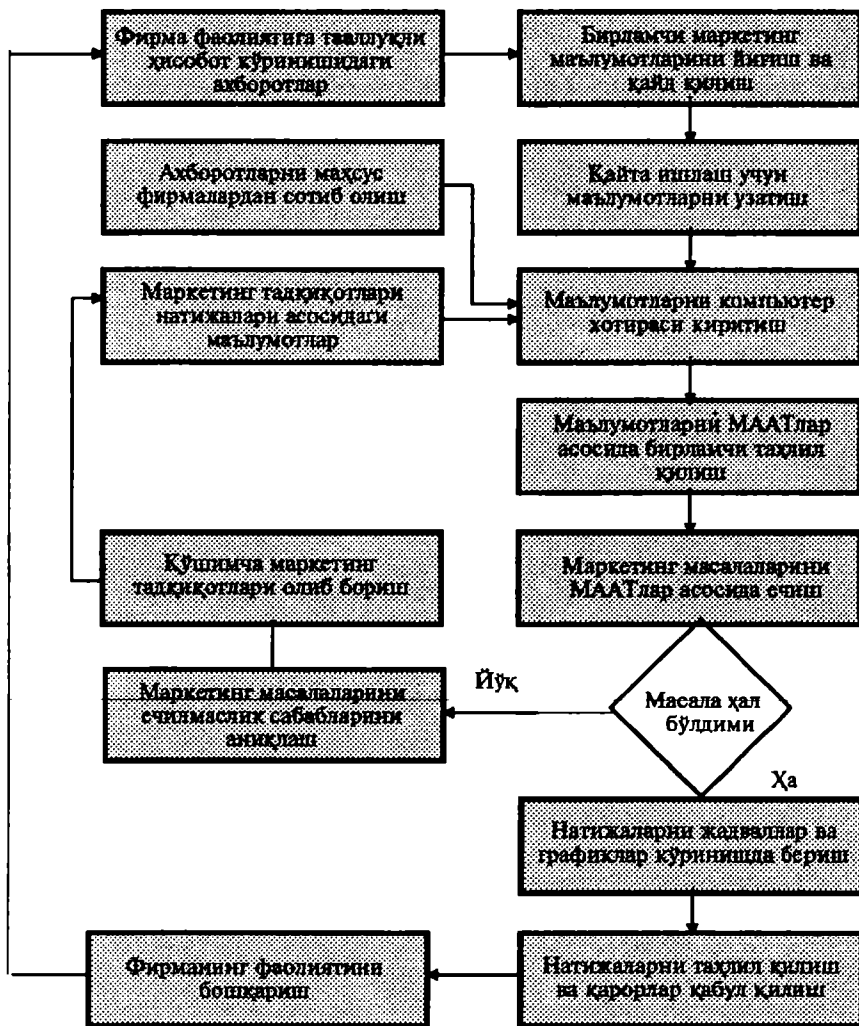 Фирма фаолиятига тааллуқли
ҳисобот кўринишидаги
ахборотлар
Бирламчи маркетинг
маълумотларини йиғиш ва
қайд қилиш
Ахборотларни махсус
фирмалардан сотиб олиш
Қайта ишлаш учун
маълумотларни узатиш
Маркетинг тадқиқотлари
натижалари асосидаги
маълумотлар
Маълумотларни компьютер
хотираси киритиш
Маълумотларни МААТлар
асосида бирламчи таҳлил
қилиш
Қўшимча маркетинг
тадқиқотлари олиб бориш
Маркетинг масалаларини
МААТлар асосида ечиш
Маркетинг масалаларини
ечилмаслик сабабларини
аниқлаш
Йўқ
Масала ҳал
бўлдими
Ҳа
Натижаларни жадваллар ва
графиклар кўринишда бериш
Фирманинг фаолиятини
бошқариш
Натижаларни таҳлил қилиш
ва қарорлар қабул қилиш